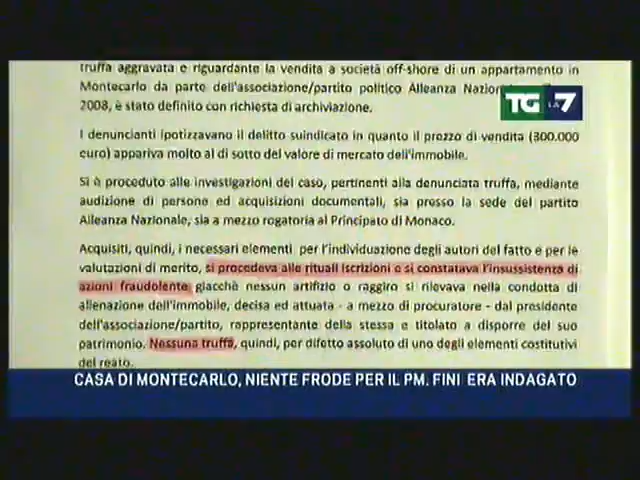 truffa aggravata e riguardante la vendita a società off-shore di un appartamento in
Montecarlo da parte dell'associazione/partito politico Alleanza Nazion
2008, è stato definito con richiesta di archiviazione.
TG LA 7
I denuncianti ipotizzavano il delitto suindicato in quanto il prezzo di vendita (300.000
euro) appariva molto al di sotto del valore di mercato dell'immobile.
Si è proceduto alle investigazioni del caso, pertinenti alla denunciata truffa, mediante
audizione di persone ed acquisizioni documentali, sia presso la sede del partito
Alleanza Nazionale, sia a mezzo rogatoria al Principato di Monaco.
Acquisiti, quindi, i necessari elementi per l'individuazione degli autori del fatto e per le
valutazioni di merito, si procedeva alle rituali iscrizioni e si constatava l'insussistenza di
azioni fraudolente giacchè nessun artifizio o raggiro si rilevava nella condotta di
alienazione dell'immobile, decisa ed attuata - a mezzo di procuratore - dal presidente
dell'associazione/partito, rappresentante della stessa e titolato a disporre del suo
patrimonio. Nessuna truffa, quindi, per difetto assoluto di uno degli elementi costitutivi
del reato.
CASA DI MONTECARLO, NIENTE FRODE PER IL PM. FINI ERA INDAGATO